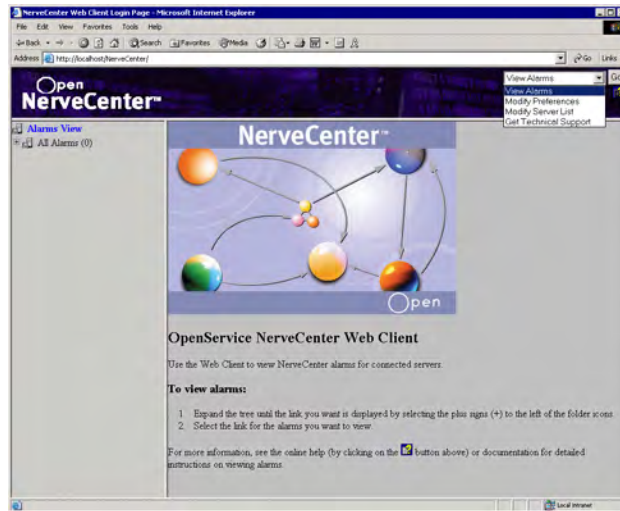 NerveCenter Web Client Login Page - Microsoft Internet Explorer
File Edit View Favorites Tools Help
Back Search Favorites Media
Address http://localhost/NerveCenter/ Go Links
Open
NerveCenter™
View Alarms Go
View Alarms
Modify Preferences
Modify Server List
Get Technical Support
Alarms View
All Alarms (0)
NerveCenter™
Open
OpenService NerveCenter Web Client
Use the Web Client to view NerveCenter alarms for connected servers.
To view alarms:
1. Expand the tree until the link you want is displayed by selecting the plus signs (+) to the left of the folder icons.
2. Select the link for the alarms you want to view.
For more information, see the online help (by clicking on the button above) or documentation for detailed
instructions on viewing alarms.
Local intranet